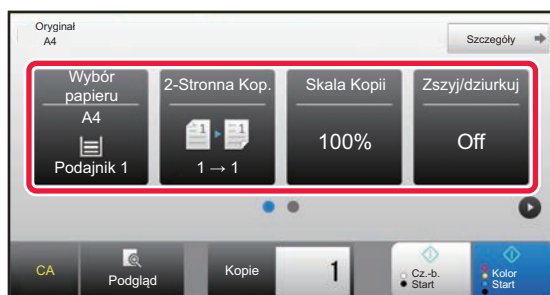 Oryginał
A4
Szczegóły
Wybór
papieru
A4
Podajnik 1
2-Stronna Kop.
1
1
1 → 1
Skala Kopii
100%
Zszyj/dziurkuj
Off
CA
Podgląd
Kopie
1
Cz.-b.
Start
Kolor
Start